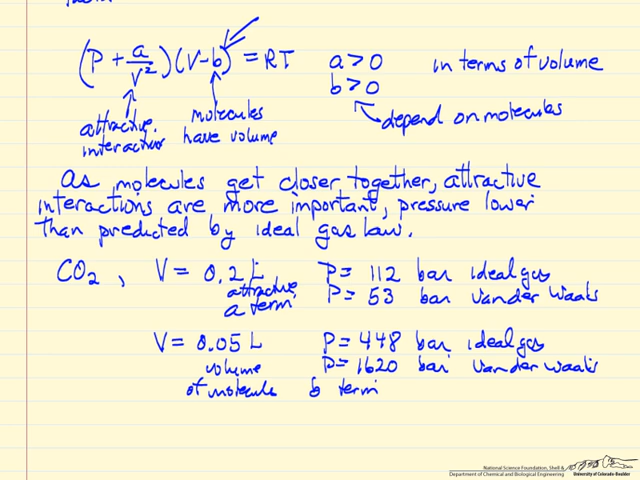 (P + a/V²)(V-b) = RT a>0 in terms of volume
b>0
attractive interaction molecules have volume depend on molecules
as molecules get closer together, attractive
interactions are more important, pressure lower
than predicted by ideal gas law.
CO₂, V = 0.2 L P = 112 bar ideal gas
attractive a term P = 53 bar van der Waals
V = 0.05 L P = 448 bar ideal gas
volume P = 1620 bar van der Waals
of molecule b term
National Science Foundation, Shell &
Department of Chemical and Biological Engineering University of Colorado Boulder